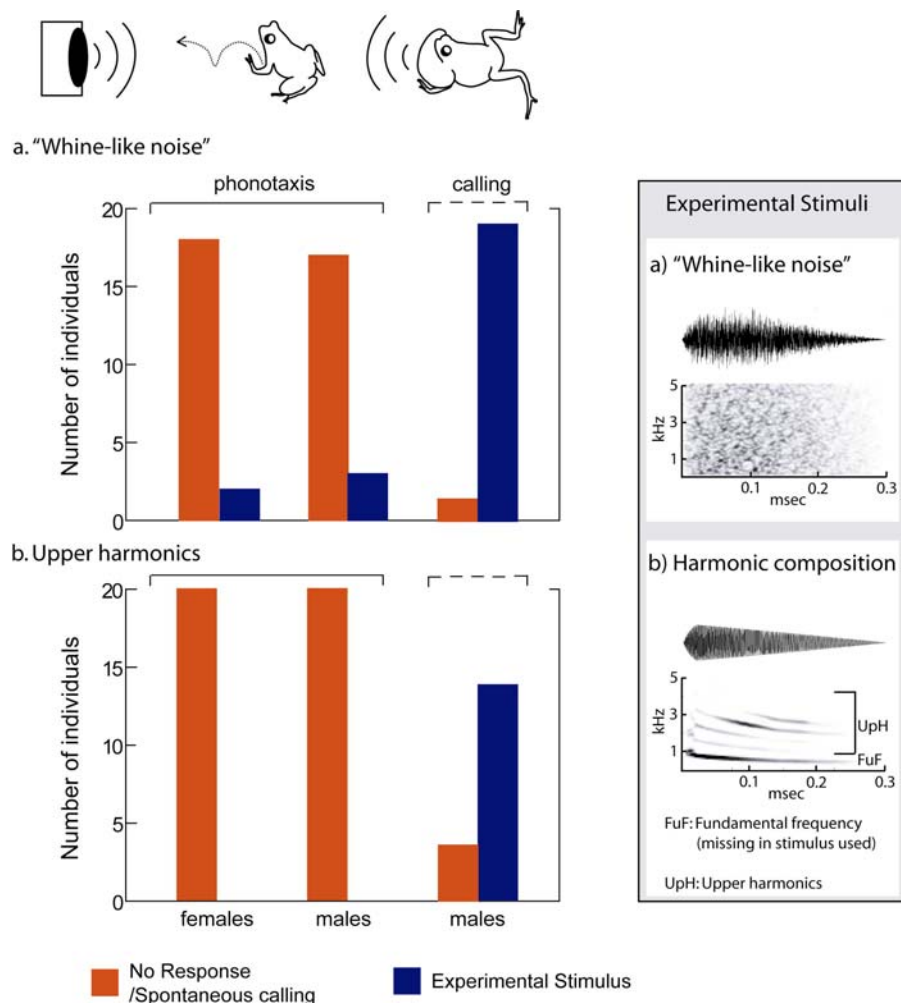 a. "Whine-like noise"
phonotaxis
calling
Number of individuals
20
15
10
5
0
b. Upper harmonics
Number of individuals
20
15
10
5
0
females
males
males
No Response
/Spontaneous calling
Experimental Stimulus
Experimental Stimuli
a) "Whine-like noise"
kHz
5
3
1
0.1
0.2
0.3
msec
b) Harmonic composition
kHz
5
3
1
UpH
FuF
0.1
0.2
0.3
msec
FuF: Fundamental frequency
(missing in stimulus used)
UpH: Upper harmonics